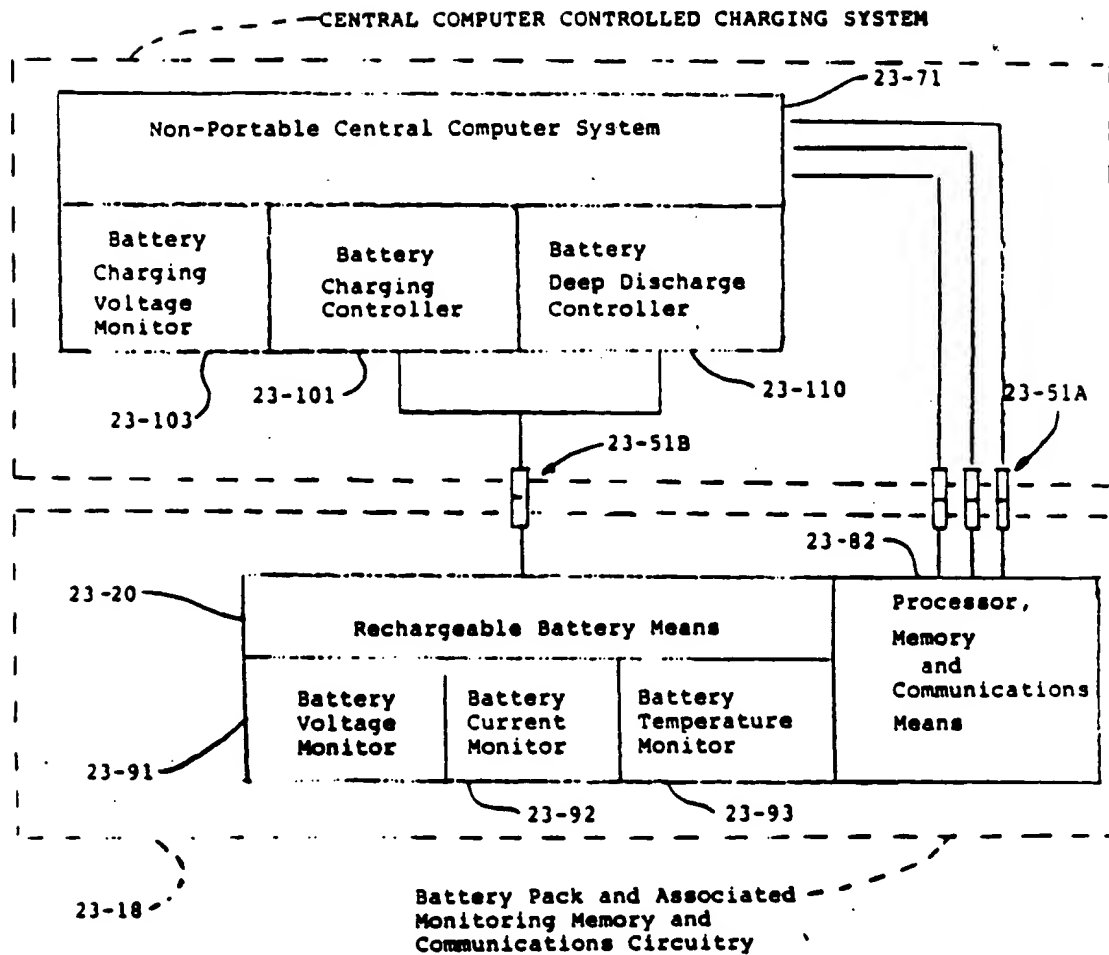 CENTRAL COMPUTER CONTROLLED CHARGING SYSTEM
23-71
Non-Portable Central Computer System
Battery
Charging
Voltage
Monitor
Battery
Charging
Controller
Battery
Deep Discharge
Controller
23-103
23-101
23-110
23-51A
23-51B
23-82
23-20
Rechargeable Battery Means
Processor,
Memory
and
Communications
Means
Battery
Voltage
Monitor
Battery
Current
Monitor
Battery
Temperature
Monitor
23-91
23-92
23-93
23-18
Battery Pack and Associated
Monitoring Memory and
Communications Circuitry